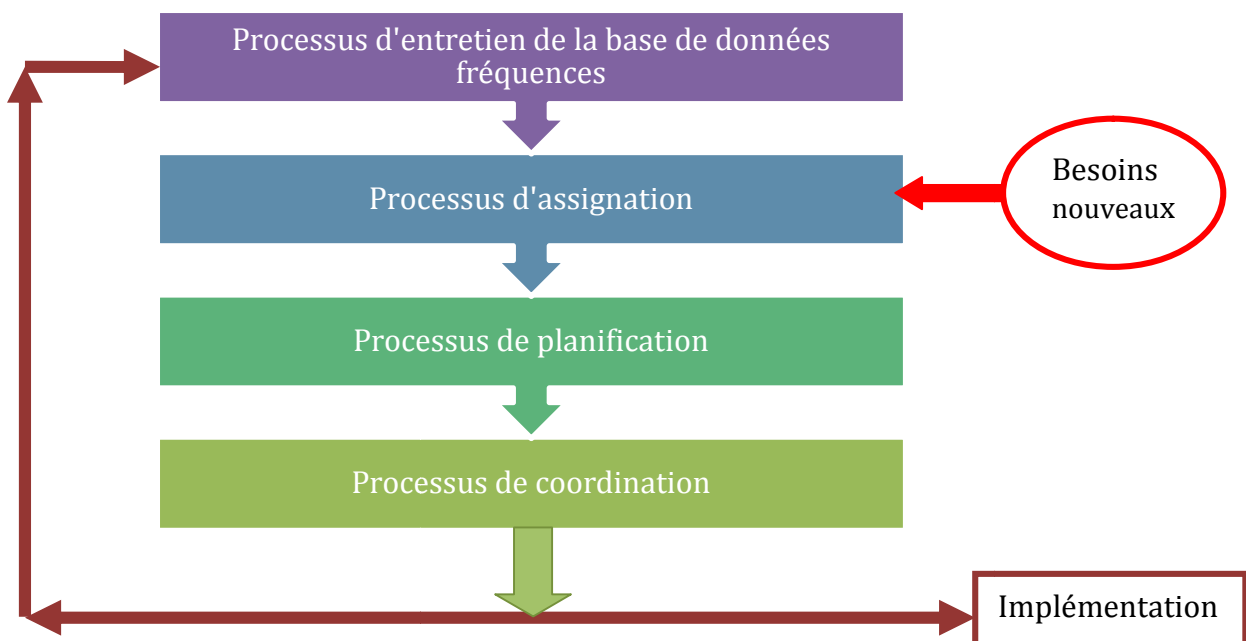 Processus d'entretien de la base de données
fréquences
Processus d'assignation
Besoins
nouveaux
Processus de planification
Processus de coordination
Implémentation